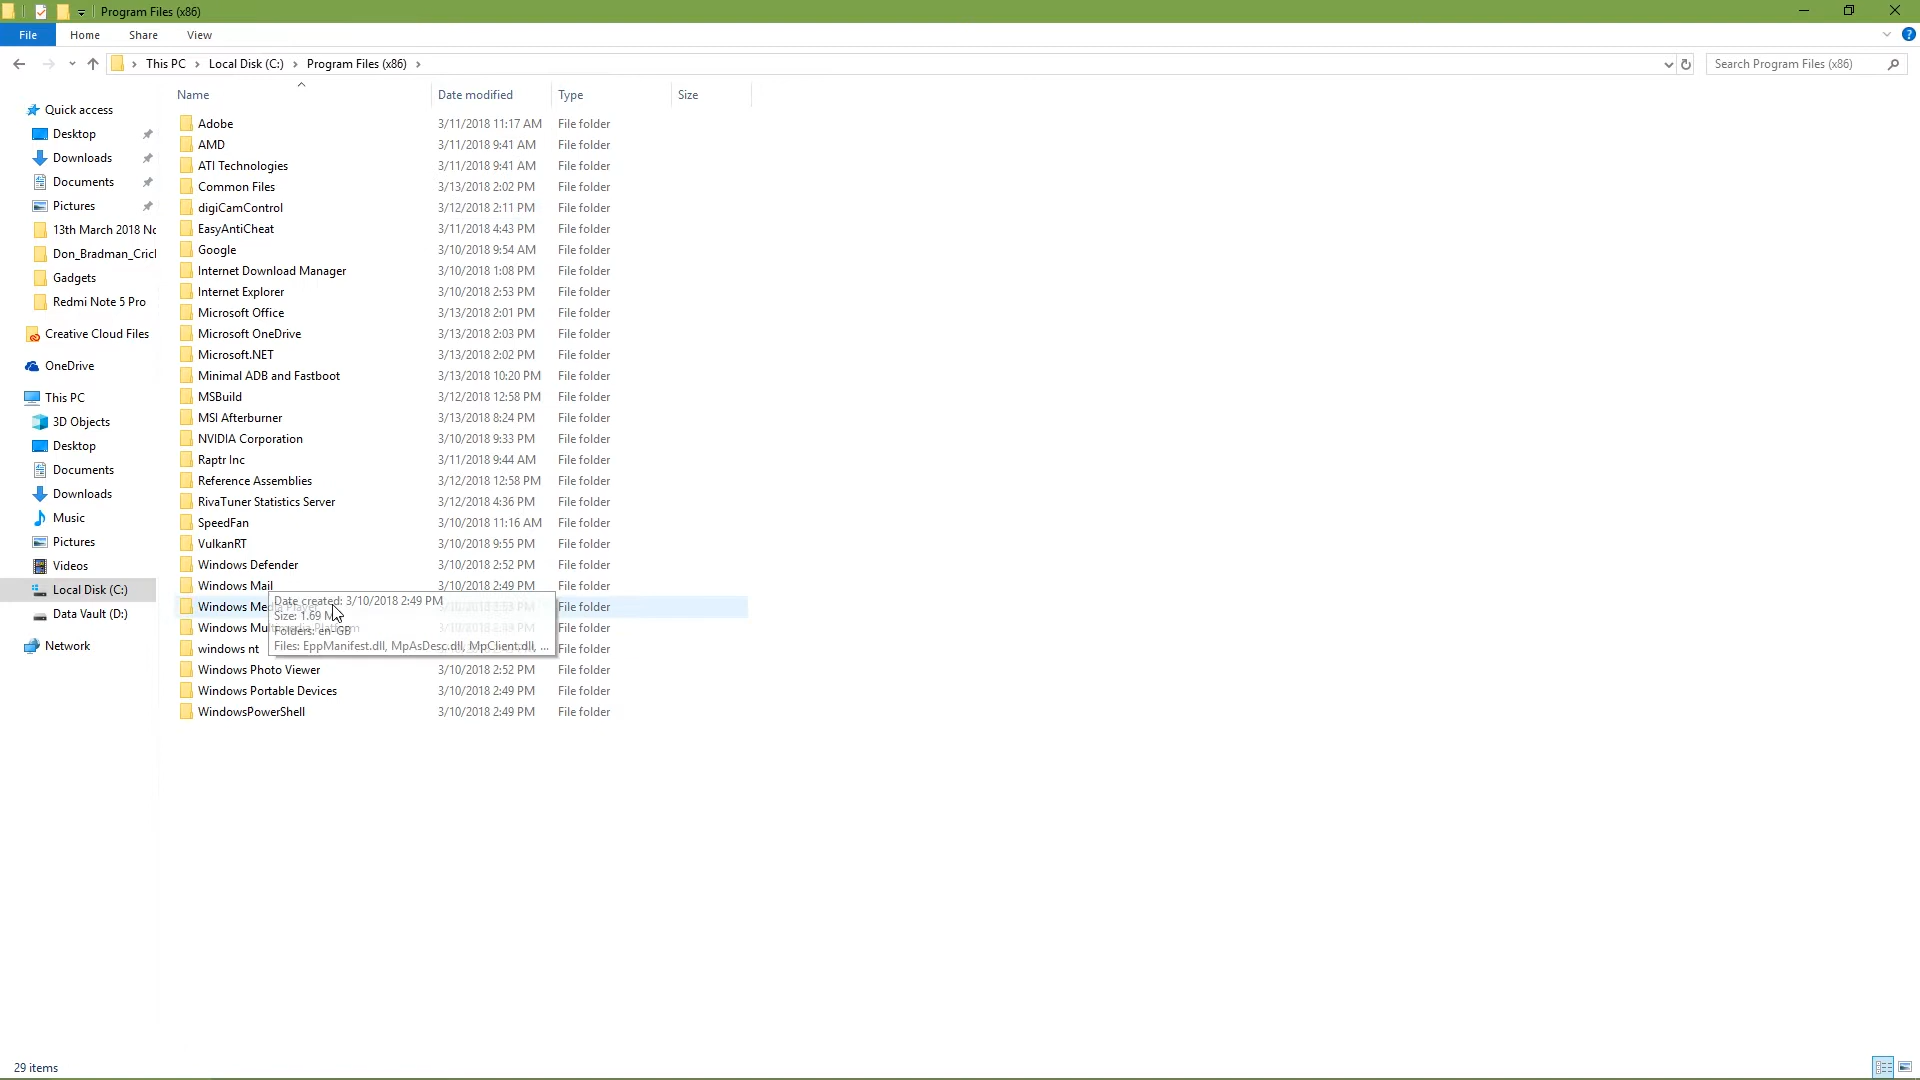 Program Files (x86)
File Home Share View
This PC > Local Disk (C:) > Program Files (x86) >
Search Program Files (x86)
Name Date modified Type Size
Quick access
Desktop
Downloads
Documents
Pictures
13th March 2018 No
Don_Bradman_Cric
Gadgets
Redmi Note 5 Pro
Creative Cloud Files
OneDrive
This PC
3D Objects
Desktop
Documents
Downloads
Music
Pictures
Videos
Local Disk (C:)
Data Vault (D:)
Network
Adobe 3/11/2018 11:17 AM File folder
AMD 3/11/2018 9:41 AM File folder
ATI Technologies 3/11/2018 9:41 AM File folder
Common Files 3/13/2018 2:02 PM File folder
digiCamControl 3/12/2018 2:11 PM File folder
EasyAntiCheat 3/11/2018 4:43 PM File folder
Google 3/10/2018 9:54 AM File folder
Internet Download Manager 3/10/2018 1:08 PM File folder
Internet Explorer 3/10/2018 2:53 PM File folder
Microsoft Office 3/13/2018 2:01 PM File folder
Microsoft OneDrive 3/13/2018 2:03 PM File folder
Microsoft.NET 3/13/2018 2:02 PM File folder
Minimal ADB and Fastboot 3/13/2018 10:20 PM File folder
MSBuild 3/12/2018 12:58 PM File folder
MSI Afterburner 3/13/2018 8:24 PM File folder
NVIDIA Corporation 3/10/2018 9:33 PM File folder
Raptr Inc 3/11/2018 9:44 AM File folder
Reference Assemblies 3/12/2018 12:58 PM File folder
RivaTuner Statistics Server 3/12/2018 4:36 PM File folder
SpeedFan 3/10/2018 11:16 AM File folder
VulkanRT 3/10/2018 9:55 PM File folder
Windows Defender 3/10/2018 2:52 PM File folder
Windows Mail 3/10/2018 2:49 PM File folder
Date created: 3/10/2018 2:49 PM
Windows Media Player File folder
Size: 1.69 M
Windows Multimedia Platform File folder
Folders: en-GB
windows nt File folder
Files: EppManifest.dll, MpAsDesc.dll, MpClient.dll, ...
Windows Photo Viewer 3/10/2018 2:52 PM File folder
Windows Portable Devices 3/10/2018 2:49 PM File folder
WindowsPowerShell 3/10/2018 2:49 PM File folder
29 items